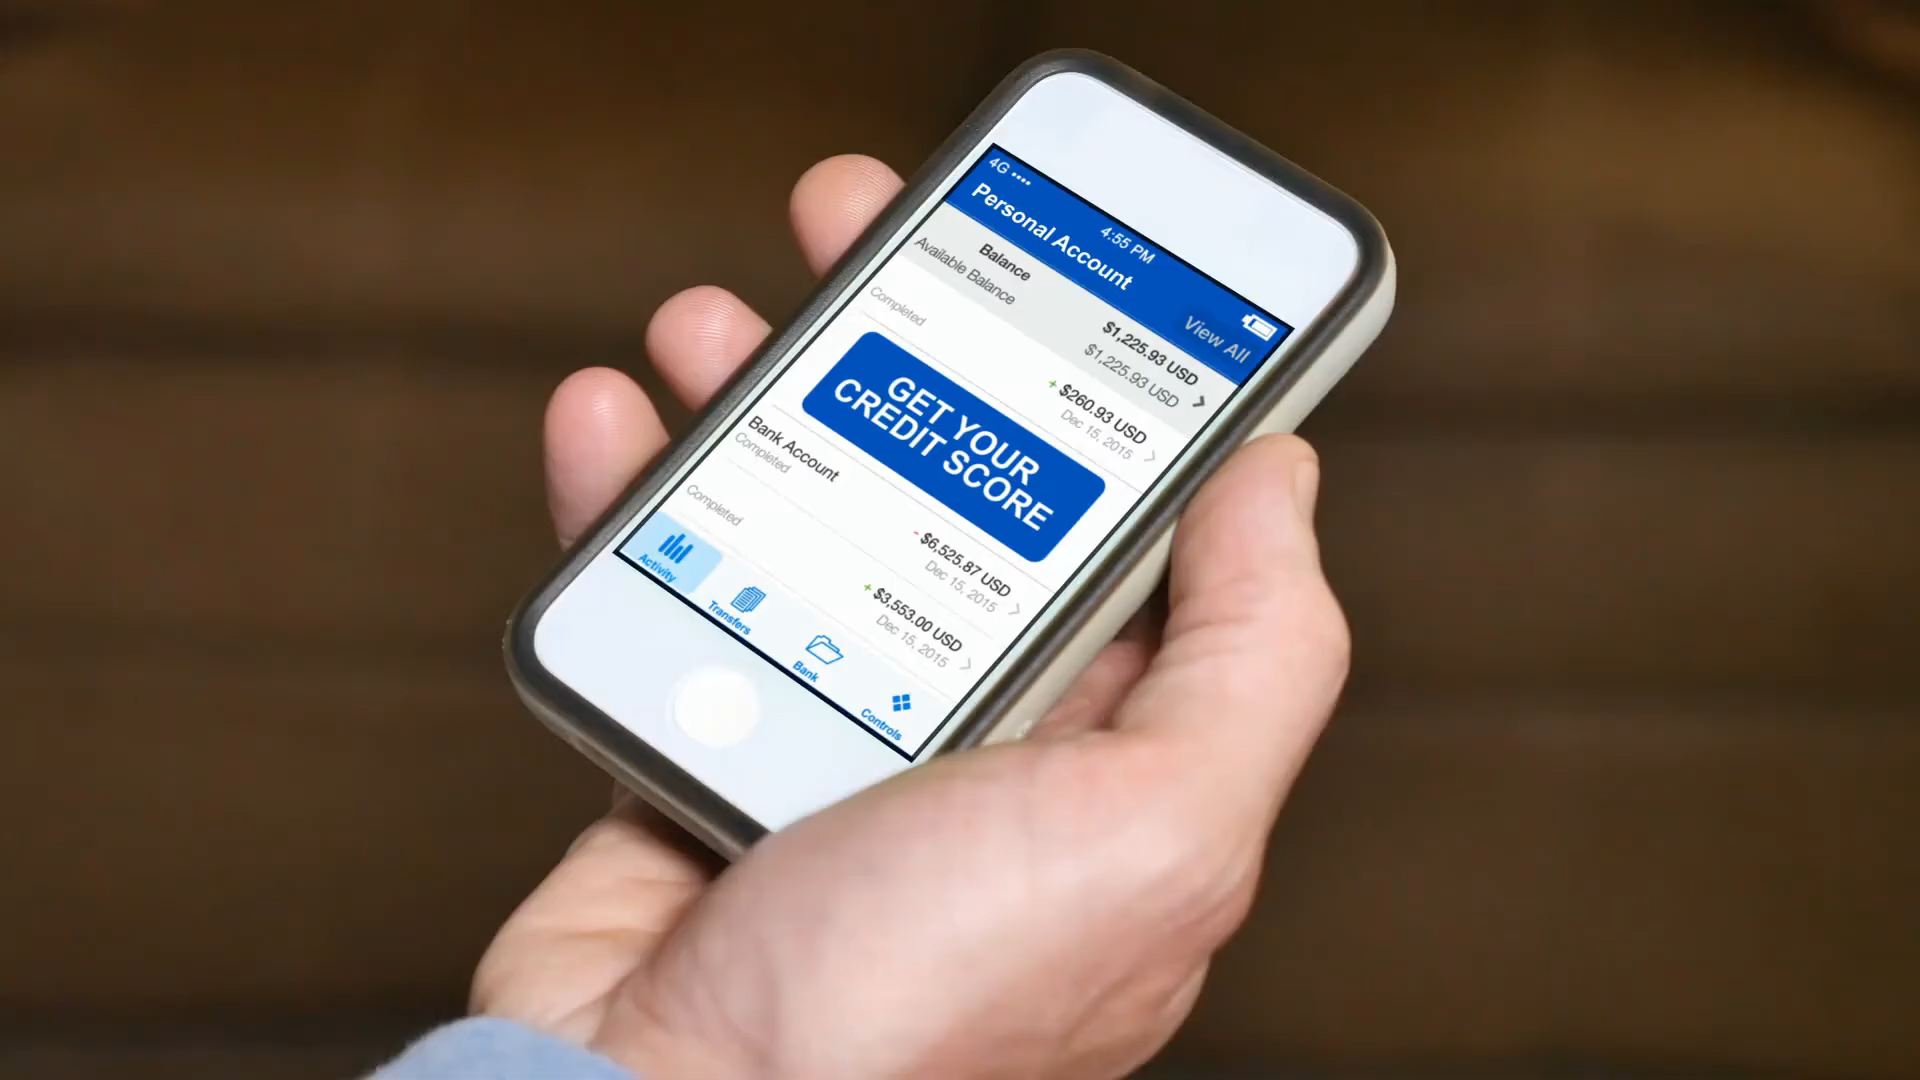 4G
4:55 PM
Personal Account
View All
Balance
$1,225.93 USD
Available Balance
$1,225.93 USD
Completed
+ $260.93 USD
Dec 15, 2015
GET YOUR
CREDIT SCORE
Bank Account
Completed
- $6,525.87 USD
Dec 15, 2015
Completed
+ $3,553.00 USD
Dec 15, 2015
Activity
Transfers
Bank
Controls